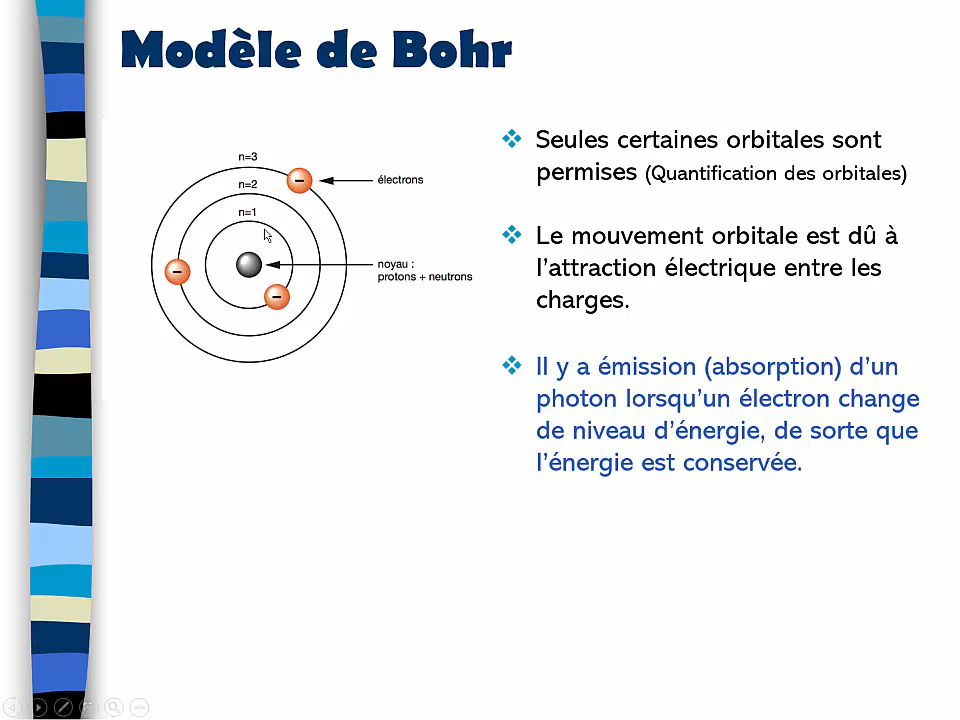 Modèle de Bohr
n=3
électrons
n=2
n=1
noyau :
protons + neutrons
−
−
−
❖ Seules certaines orbitales sont
permises (Quantification des orbitales)
❖ Le mouvement orbitale est dû à
l'attraction électrique entre les
charges.
❖ Il y a émission (absorption) d'un
photon lorsqu'un électron change
de niveau d'énergie, de sorte que
l'énergie est conservée.